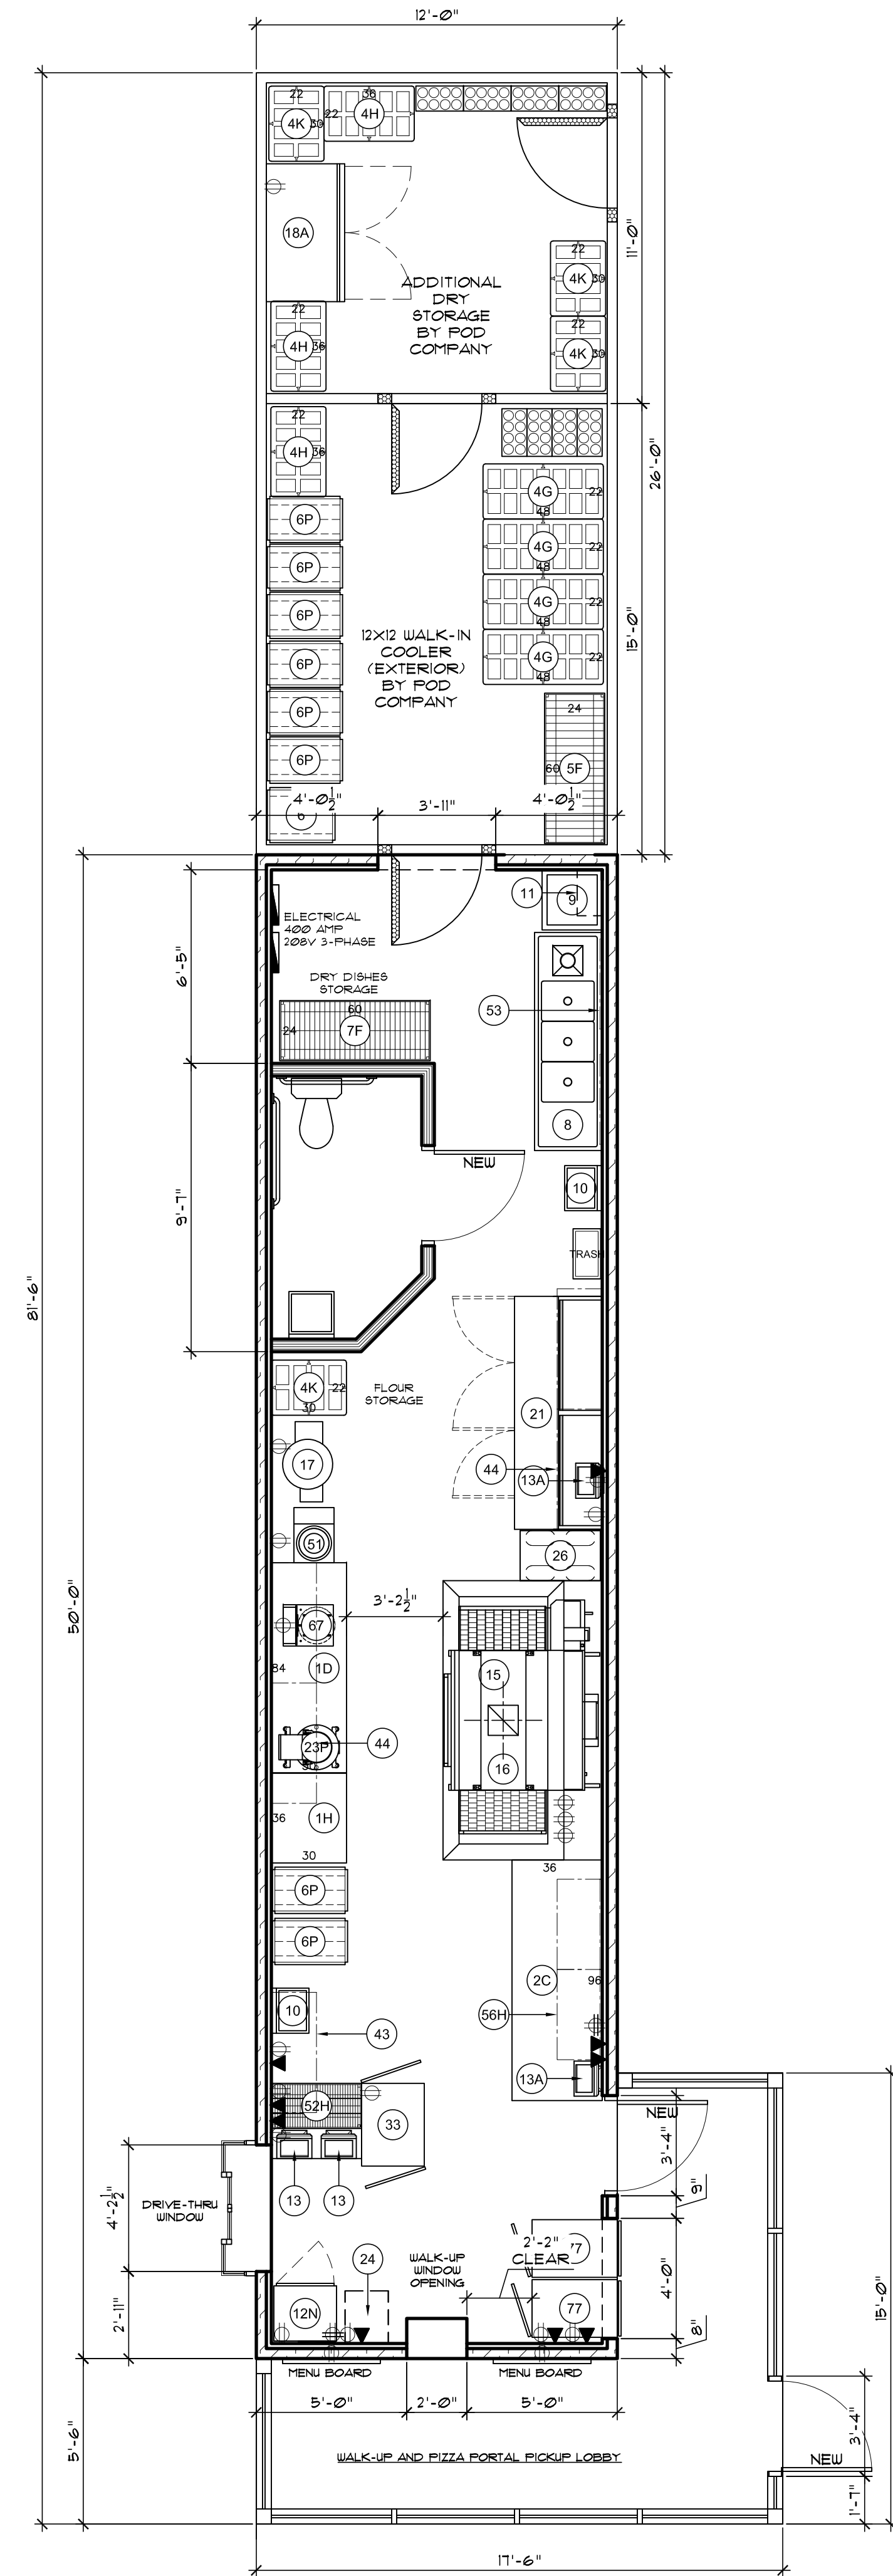 12'-0"
22
4K
30
36
22
4H
18A
11'-0"
22
4K
30
ADDITIONAL
DRY
STORAGE
BY POD
COMPANY
22
4H
36
22
4K
30
22
4H
36
26'-0"
4G
22
48
6P
4G
22
48
6P
4G
22
48
6P
15'-0"
12X12 WALK-IN
COOLER
(EXTERIOR)
BY POD
COMPANY
4G
22
48
6P
6P
24
60
5F
6P
4'-0½"
3'-11"
4'-0½"
11
9
ELECTRICAL
400 AMP
208V 3-PHASE
6'-5"
DRY DISHES
STORAGE
60
24
7F
53
8
NEW
10
9'-7"
TRASH
81'-6"
4K
22
30
FLOUR
STORAGE
21
17
44
13A
51
26
50'-0"
3'-2½"
67
84
1D
15
23P
44
16
36
1H
30
36
6P
6P
2C
96
10
43
56H
13A
52H
33
NEW
3'-4"
13
13
9"
4'-2½"
DRIVE-THRU
WINDOW
2'-2"
CLEAR
77
24
WALK-UP
WINDOW
OPENING
4'-0"
2'-11"
12N
77
8"
15'-0"
MENU BOARD
MENU BOARD
5'-0"
2'-0"
5'-0"
5'-6"
3'-4"
WALK-UP AND PIZZA PORTAL PICKUP LOBBY
NEW
1'-7"
17'-6"